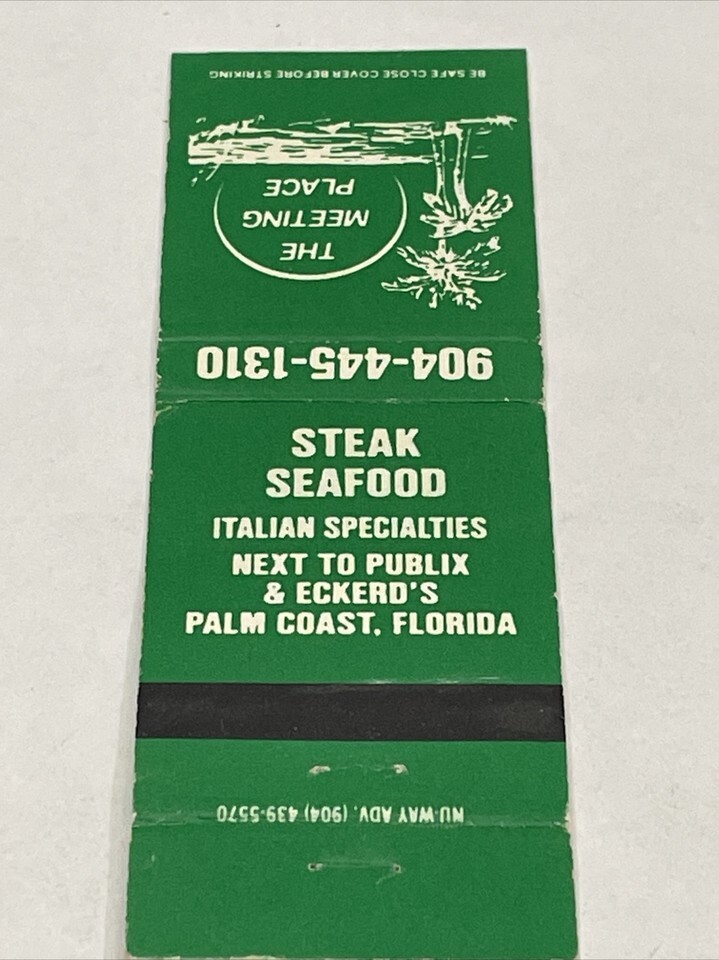 BE SAFE CLOSE COVER BEFORE STRIKING
THE
MEETING
PLACE
904-445-1310
STEAK
SEAFOOD
ITALIAN SPECIALTIES
NEXT TO PUBLIX
& ECKERD'S
PALM COAST, FLORIDA
NU-WAY ADV. (904) 439-5570